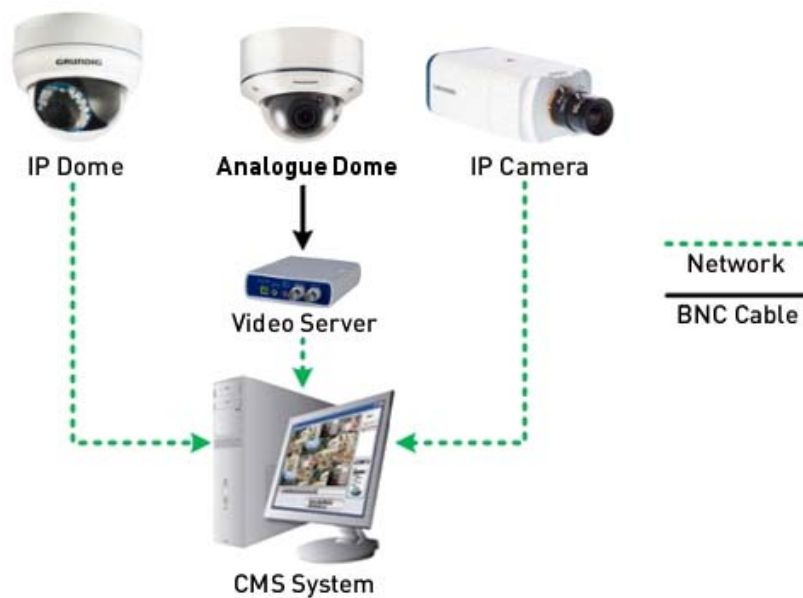 GRUNDIG
IP Dome
Analogue Dome
IP Camera
Video Server
Network
BNC Cable
CMS System